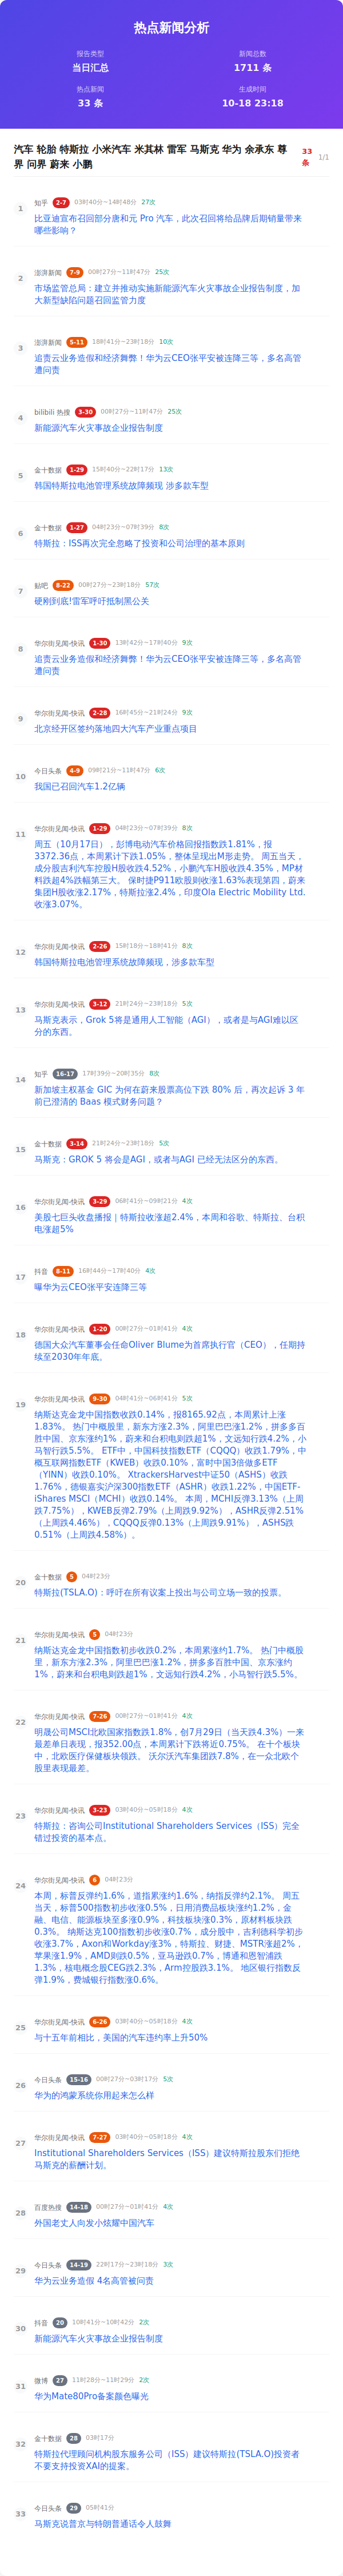 热点新闻分析
报告类型
当日汇总
新闻总数
1711 条
热点新闻
33 条
生成时间
10-18 23:18
汽车 轮胎 特斯拉 小米汽车 米其林 雷军 马斯克 华为 余承东 尊
界 问界 蔚来 小鹏
33
条
1/1
1
知乎 2-7 03时40分~14时48分 27次
比亚迪宣布召回部分唐和元 Pro 汽车，此次召回将给品牌后期销量带来
哪些影响？
2
澎湃新闻 7-9 00时27分~11时47分 25次
市场监管总局：建立并推动实施新能源汽车火灾事故企业报告制度，加
大新型缺陷问题召回监管力度
3
澎湃新闻 5-11 18时41分~23时18分 10次
追责云业务造假和经济舞弊！华为云CEO张平安被连降三等，多名高管
遭问责
4
bilibili 热搜 3-30 00时27分~11时47分 25次
新能源汽车火灾事故企业报告制度
5
金十数据 1-29 15时40分~22时17分 13次
韩国特斯拉电池管理系统故障频现 涉多款车型
6
金十数据 1-27 04时23分~07时39分 8次
特斯拉：ISS再次完全忽略了投资和公司治理的基本原则
7
贴吧 8-22 00时27分~23时18分 57次
硬刚到底!雷军呼吁抵制黑公关
8
华尔街见闻-快讯 1-30 13时42分~17时40分 9次
追责云业务造假和经济舞弊！华为云CEO张平安被连降三等，多名高管
遭问责
9
华尔街见闻-快讯 2-28 16时45分~21时24分 9次
北京经开区签约落地四大汽车产业重点项目
10
今日头条 4-9 09时21分~11时47分 6次
我国已召回汽车1.2亿辆
11
华尔街见闻-快讯 1-29 04时23分~07时39分 8次
周五（10月17日），彭博电动汽车价格回报指数跌1.81%，报
3372.36点，本周累计下跌1.05%，整体呈现出M形走势。 周五当天，
成分股吉利汽车控股H股收跌4.52%，小鹏汽车H股收跌4.35%，MP材
料跌超4%跌幅第三大。 保时捷P911欧股则收涨1.63%表现第四，蔚来
集团H股收涨2.17%，特斯拉涨2.4%，印度Ola Electric Mobility Ltd.
收涨3.07%。
12
华尔街见闻-快讯 2-26 15时18分~18时41分 8次
韩国特斯拉电池管理系统故障频现，涉多款车型
13
华尔街见闻-快讯 3-12 21时24分~23时18分 5次
马斯克表示，Grok 5将是通用人工智能（AGI），或者是与AGI难以区
分的东西。
14
知乎 16-17 17时39分~20时35分 8次
新加坡主权基金 GIC 为何在蔚来股票高位下跌 80% 后，再次起诉 3 年
前已澄清的 Baas 模式财务问题？
15
金十数据 3-14 21时24分~23时18分 5次
马斯克：GROK 5 将会是AGI，或者与AGI 已经无法区分的东西。
16
华尔街见闻-快讯 3-29 06时41分~09时21分 4次
美股七巨头收盘播报｜特斯拉收涨超2.4%，本周和谷歌、特斯拉、台积
电涨超5%
17
抖音 8-11 16时44分~17时40分 4次
曝华为云CEO张平安连降三等
18
华尔街见闻-快讯 1-20 00时27分~01时41分 4次
德国大众汽车董事会任命Oliver Blume为首席执行官（CEO），任期持
续至2030年年底。
19
华尔街见闻-快讯 9-30 04时41分~06时41分 5次
纳斯达克金龙中国指数收跌0.14%，报8165.92点，本周累计上涨
1.83%。 热门中概股里，新东方涨2.3%，阿里巴巴涨1.2%，拼多多百
胜中国、京东涨约1%，蔚来和台积电则跌超1%，文远知行跌4.2%，小
马智行跌5.5%。 ETF中，中国科技指数ETF（CQQQ）收跌1.79%，中
概互联网指数ETF（KWEB）收跌0.10%，富时中国3倍做多ETF
（YINN）收跌0.10%。 XtrackersHarvest中证50（ASHS）收跌
1.76%，德银嘉实沪深300指数ETF（ASHR）收跌1.22%，中国ETF-
iShares MSCI（MCHI）收跌0.14%。 本周，MCHI反弹3.13%（上周
跌7.75%），KWEB反弹2.79%（上周跌9.92%），ASHR反弹2.51%
（上周跌4.46%），CQQQ反弹0.13%（上周跌9.91%），ASHS跌
0.51%（上周跌4.58%）。
20
金十数据 5 04时23分
特斯拉(TSLA.O)：呼吁在所有议案上投出与公司立场一致的投票。
21
华尔街见闻-快讯 5 04时23分
纳斯达克金龙中国指数初步收跌0.2%，本周累涨约1.7%。 热门中概股
里，新东方涨2.3%，阿里巴巴涨1.2%，拼多多百胜中国、京东涨约
1%，蔚来和台积电则跌超1%，文远知行跌4.2%，小马智行跌5.5%。
22
华尔街见闻-快讯 7-26 00时27分~01时41分 4次
明晟公司MSCI北欧国家指数跌1.8%，创7月29日（当天跌4.3%）一来
最差单日表现，报352.00点，本周累计下跌将近0.75%。 在十个板块
中，北欧医疗保健板块领跌。 沃尔沃汽车集团跌7.8%，在一众北欧个
股里表现最差。
23
华尔街见闻-快讯 3-23 03时40分~05时18分 4次
特斯拉：咨询公司Institutional Shareholders Services（ISS）完全
错过投资的基本点。
24
华尔街见闻-快讯 6 04时23分
本周，标普反弹约1.6%，道指累涨约1.6%，纳指反弹约2.1%。 周五
当天，标普500指数初步收涨0.5%，日用消费品板块涨约1.2%，金
融、电信、能源板块至多涨0.9%，科技板块涨0.3%，原材料板块跌
0.3%。 纳斯达克100指数初步收涨0.7%，成分股中，吉利德科学初步
收涨3.7%，Axon和Workday涨3%，特斯拉、财捷、MSTR涨超2%，
苹果涨1.9%，AMD则跌0.5%，亚马逊跌0.7%，博通和恩智浦跌
1.3%，核电概念股CEG跌2.3%，Arm控股跌3.1%。 地区银行指数反
弹1.9%，费城银行指数涨0.6%。
25
华尔街见闻-快讯 6-26 03时40分~05时18分 4次
与十五年前相比，美国的汽车违约率上升50%
26
今日头条 15-16 00时27分~03时17分 5次
华为的鸿蒙系统你用起来怎么样
27
华尔街见闻-快讯 7-27 03时40分~05时18分 4次
Institutional Shareholders Services（ISS）建议特斯拉股东们拒绝
马斯克的薪酬计划。
28
百度热搜 14-18 00时27分~01时41分 4次
外国老丈人向发小炫耀中国汽车
29
今日头条 14-19 22时17分~23时18分 3次
华为云业务造假 4名高管被问责
30
抖音 20 10时41分~10时42分 2次
新能源汽车火灾事故企业报告制度
31
微博 27 11时28分~11时29分 2次
华为Mate80Pro备案颜色曝光
32
金十数据 28 03时17分
特斯拉代理顾问机构股东服务公司（ISS）建议特斯拉(TSLA.O)投资者
不要支持投资XAI的提案。
33
今日头条 29 05时41分
马斯克说普京与特朗普通话令人鼓舞